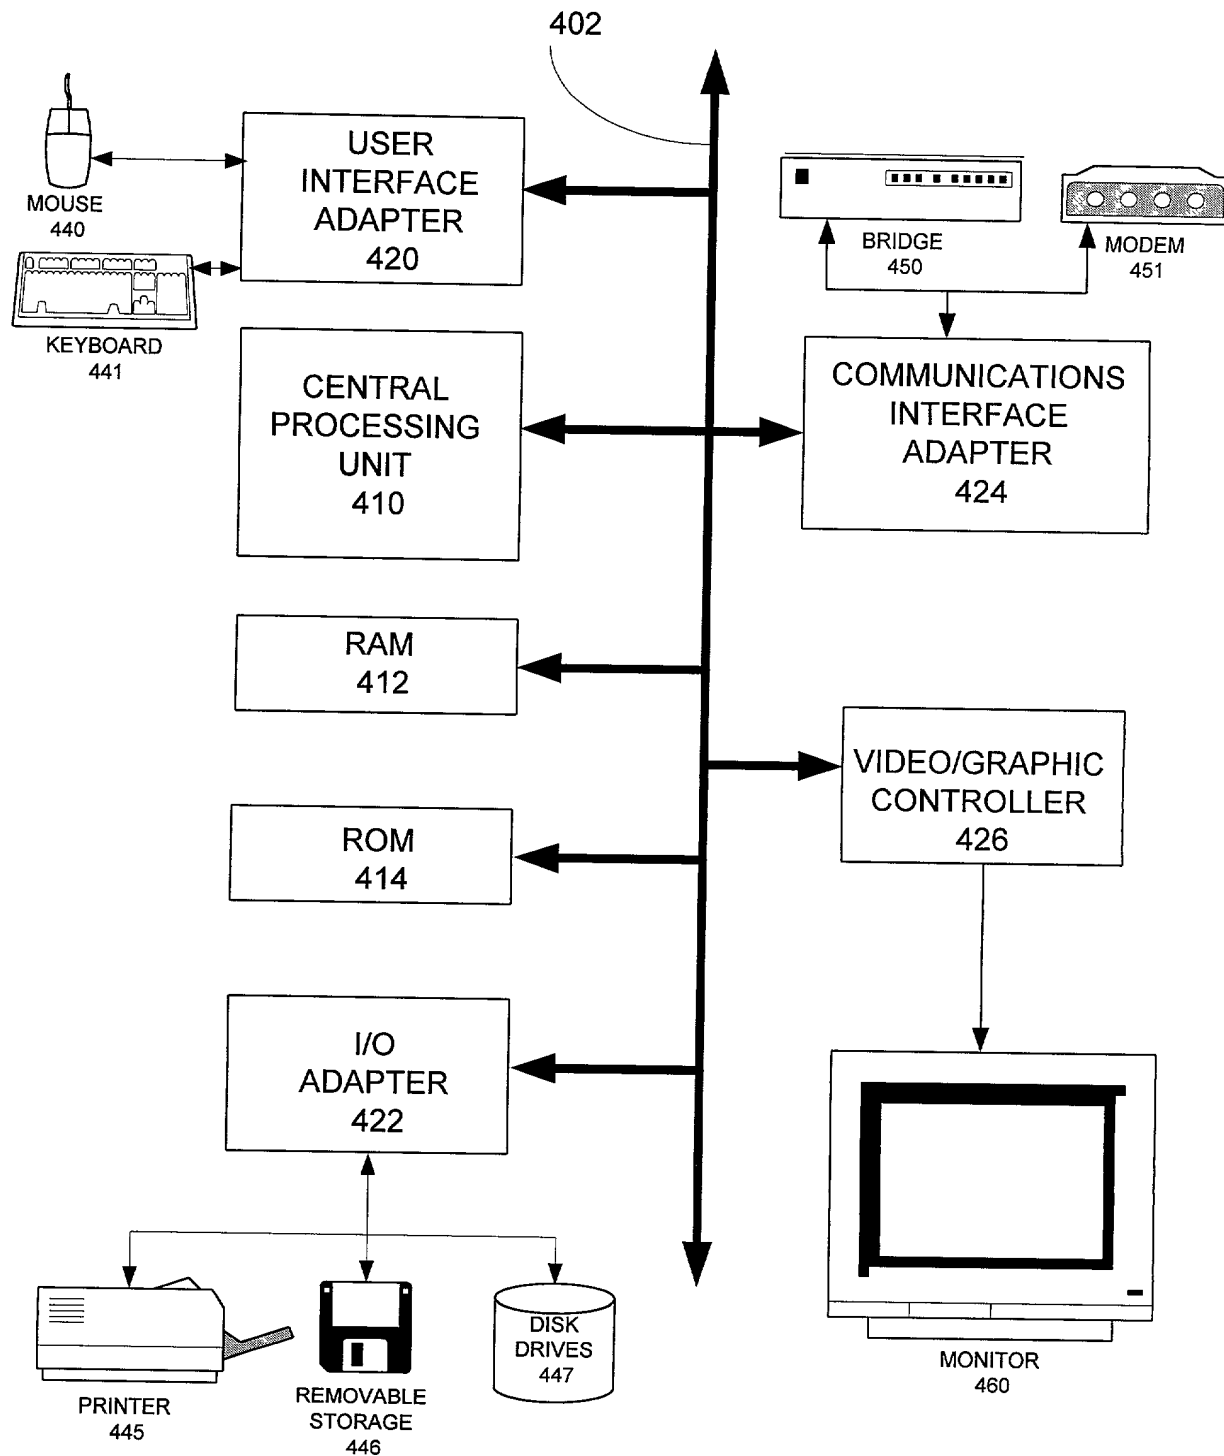 402
MOUSE
440
USER
INTERFACE
ADAPTER
420
BRIDGE
450
MODEM
451
KEYBOARD
441
CENTRAL
PROCESSING
UNIT
410
COMMUNICATIONS
INTERFACE
ADAPTER
424
RAM
412
VIDEO/GRAPHIC
CONTROLLER
426
ROM
414
I/O
ADAPTER
422
PRINTER
445
REMOVABLE
STORAGE
446
DISK
DRIVES
447
MONITOR
460